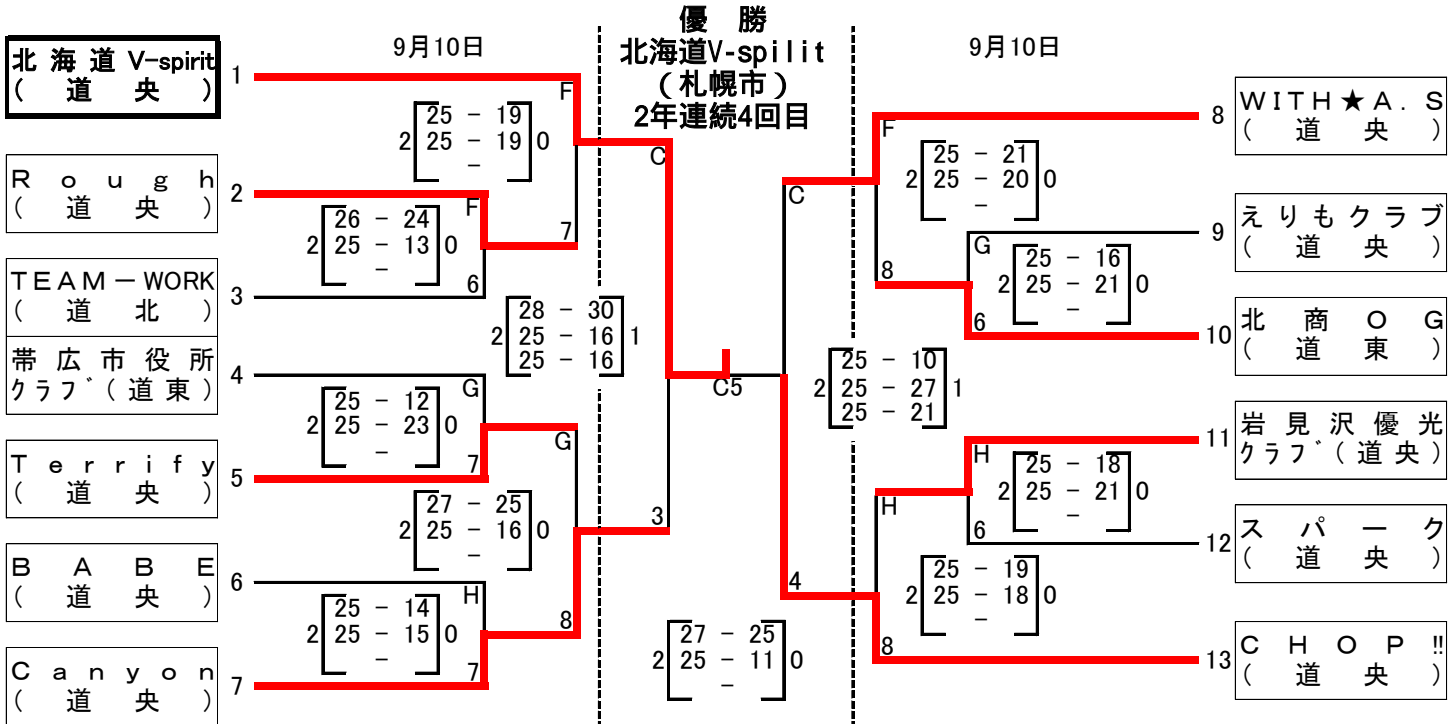 優　勝
北海道V-spilit
（札幌市）
2年連続4回目
9月10日
9月10日
北 海 道 V-spirit
（　道　央　）
1
Ｒｏｕｇｈ
（　道　央　）
2
ＴＥＡＭ－WORK
（　道　北　）
3
帯 広 市 役 所
ｸﾗﾌﾞ（ 道 東 ）
4
Ｔｅｒｒｉｆｙ
（　道　央　）
5
Ｂ Ａ Ｂ Ｅ
（　道　央　）
6
Ｃａｎｙｏｎ
（　道　央　）
7
F
25 - 19
2 25 - 19 0
-
7
F
26 - 24
2 25 - 13 0
-
6
C
28 - 30
2 25 - 16 1
25 - 16
3
G
25 - 12
2 25 - 23 0
-
7
G
27 - 25
2 25 - 16 0
-
8
H
25 - 14
2 25 - 15 0
-
7
C5
27 - 25
2 25 - 11 0
-
C
25 - 10
2 25 - 27 1
25 - 21
4
F
25 - 21
2 25 - 20 0
-
8
G
25 - 16
2 25 - 21 0
-
6
H
25 - 18
2 25 - 21 0
-
6
H
25 - 19
2 25 - 18 0
-
8
8
ＷＩＴＨ★Ａ．Ｓ
（　道　央　）
9
え り も ク ラ ブ
（　道　央　）
10
北 商 Ｏ Ｇ
（　道　東　）
11
岩 見 沢 優 光
ｸﾗﾌﾞ（ 道 央 ）
12
ス パ ー ク
（　道　央　）
13
Ｃ Ｈ Ｏ Ｐ ‼
（　道　央　）